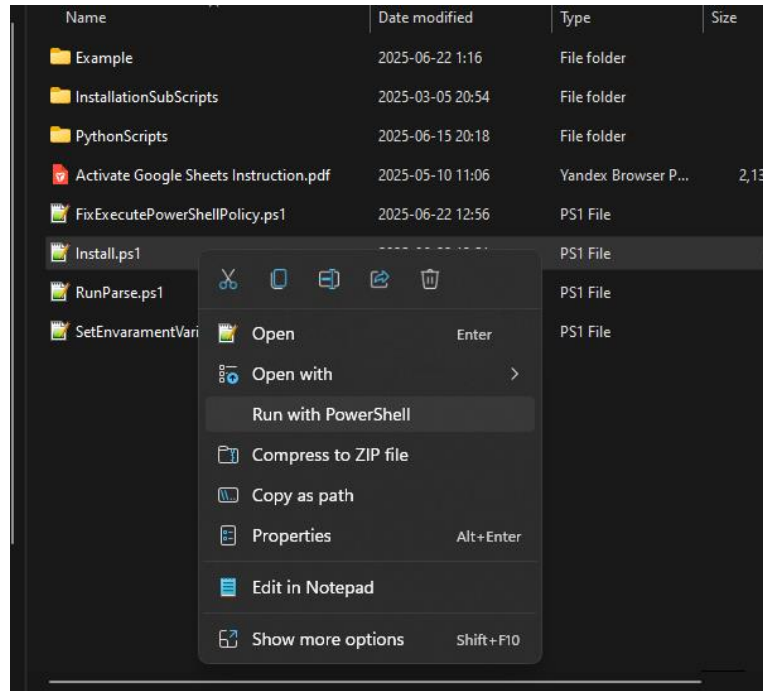 Name Date modified Type Size
Example 2025-06-22 1:16 File folder
InstallationSubScripts 2025-03-05 20:54 File folder
PythonScripts 2025-06-15 20:18 File folder
Activate Google Sheets Instruction.pdf 2025-05-10 11:06 Yandex Browser P... 2,13
FixExecutePowerShellPolicy.ps1 2025-06-22 12:56 PS1 File
Install.ps1 PS1 File
RunParse.ps1 PS1 File
SetEnvaramentVari PS1 File
Open Enter
Open with
Run with PowerShell
Compress to ZIP file
Copy as path
Properties Alt+Enter
Edit in Notepad
Show more options Shift+F10